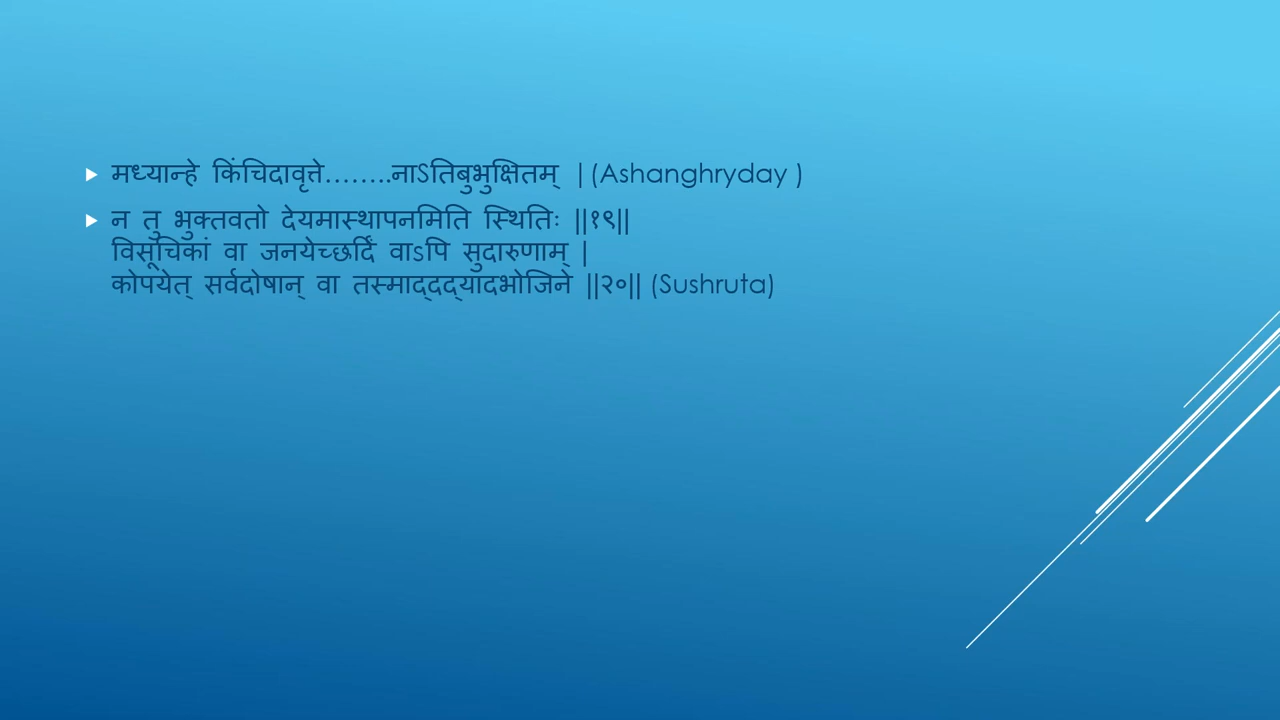 मध्यान्हे किंचिदावृत्ते........नाऽतिबुभुक्षितम् |(Ashanghryday )
न तु भुक्तवतो देयमास्थापनमिति स्थितिः ||१९||
विसूचिकां वा जनयेच्छर्दिं वाऽपि सुदारुणाम् |
कोपयेत् सर्वदोषान् वा तस्माद्दद्यादभोजिने ||२०|| (Sushruta)